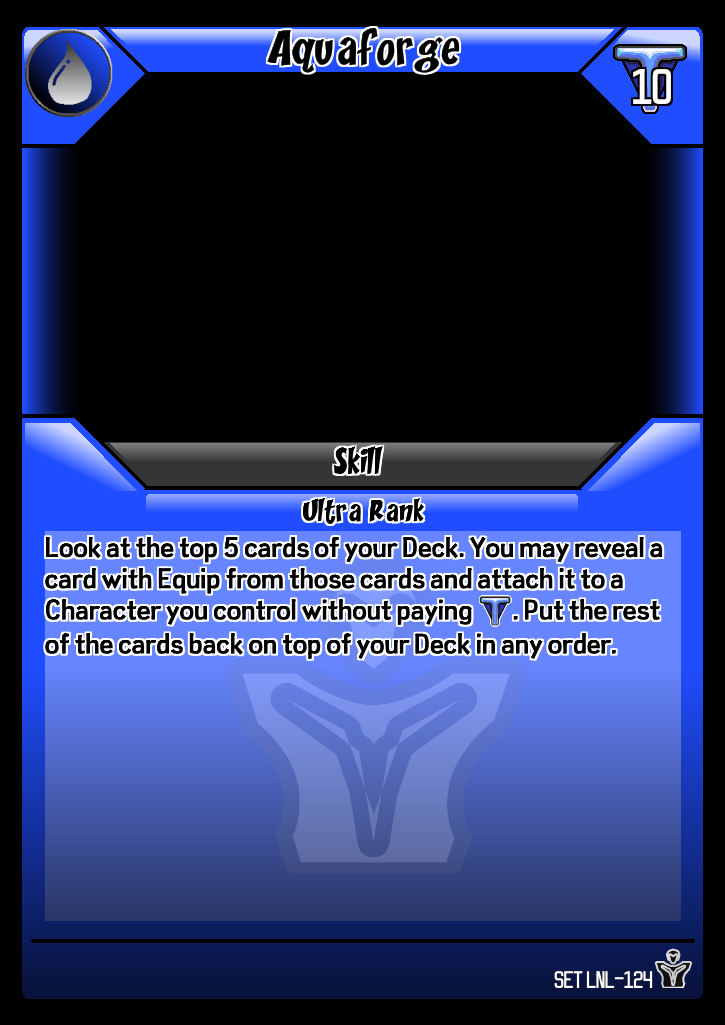 Aquaforge
10
Skill
Ultra Rank
Look at the top 5 cards of your Deck. You may reveal a
card with Equip from those cards and attach it to a
Character you control without paying T. Put the rest
of the cards back on top of your Deck in any order.
SET LNL-124